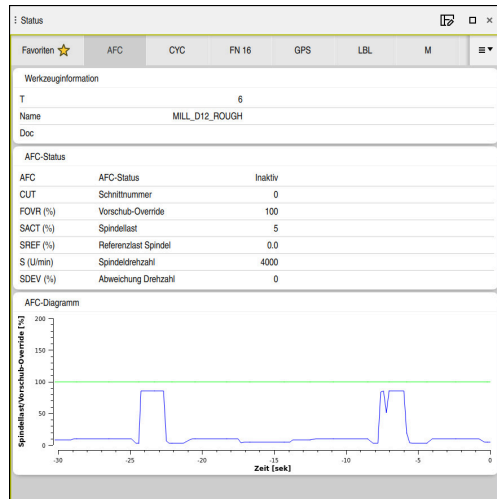 Status
Favoriten AFC CYC FN 16 GPS LBL M
Werkzeuginformation
T 6
Name MILL_D12_ROUGH
Doc
AFC-Status
AFC AFC-Status Inaktiv
CUT Schnittnummer 0
FOVR (%) Vorschub-Override 100
SACT (%) Spindellast 5
SREF (%) Referenzlast Spindel 0.0
S (U/min) Spindeldrehzahl 4000
SDEV (%) Abweichung Drehzahl 0
AFC-Diagramm
Spindellast/Vorschub-Override [%]
200
150
100
50
0
-30 -25 -20 -15 -10 -5 0
Zeit [sek]